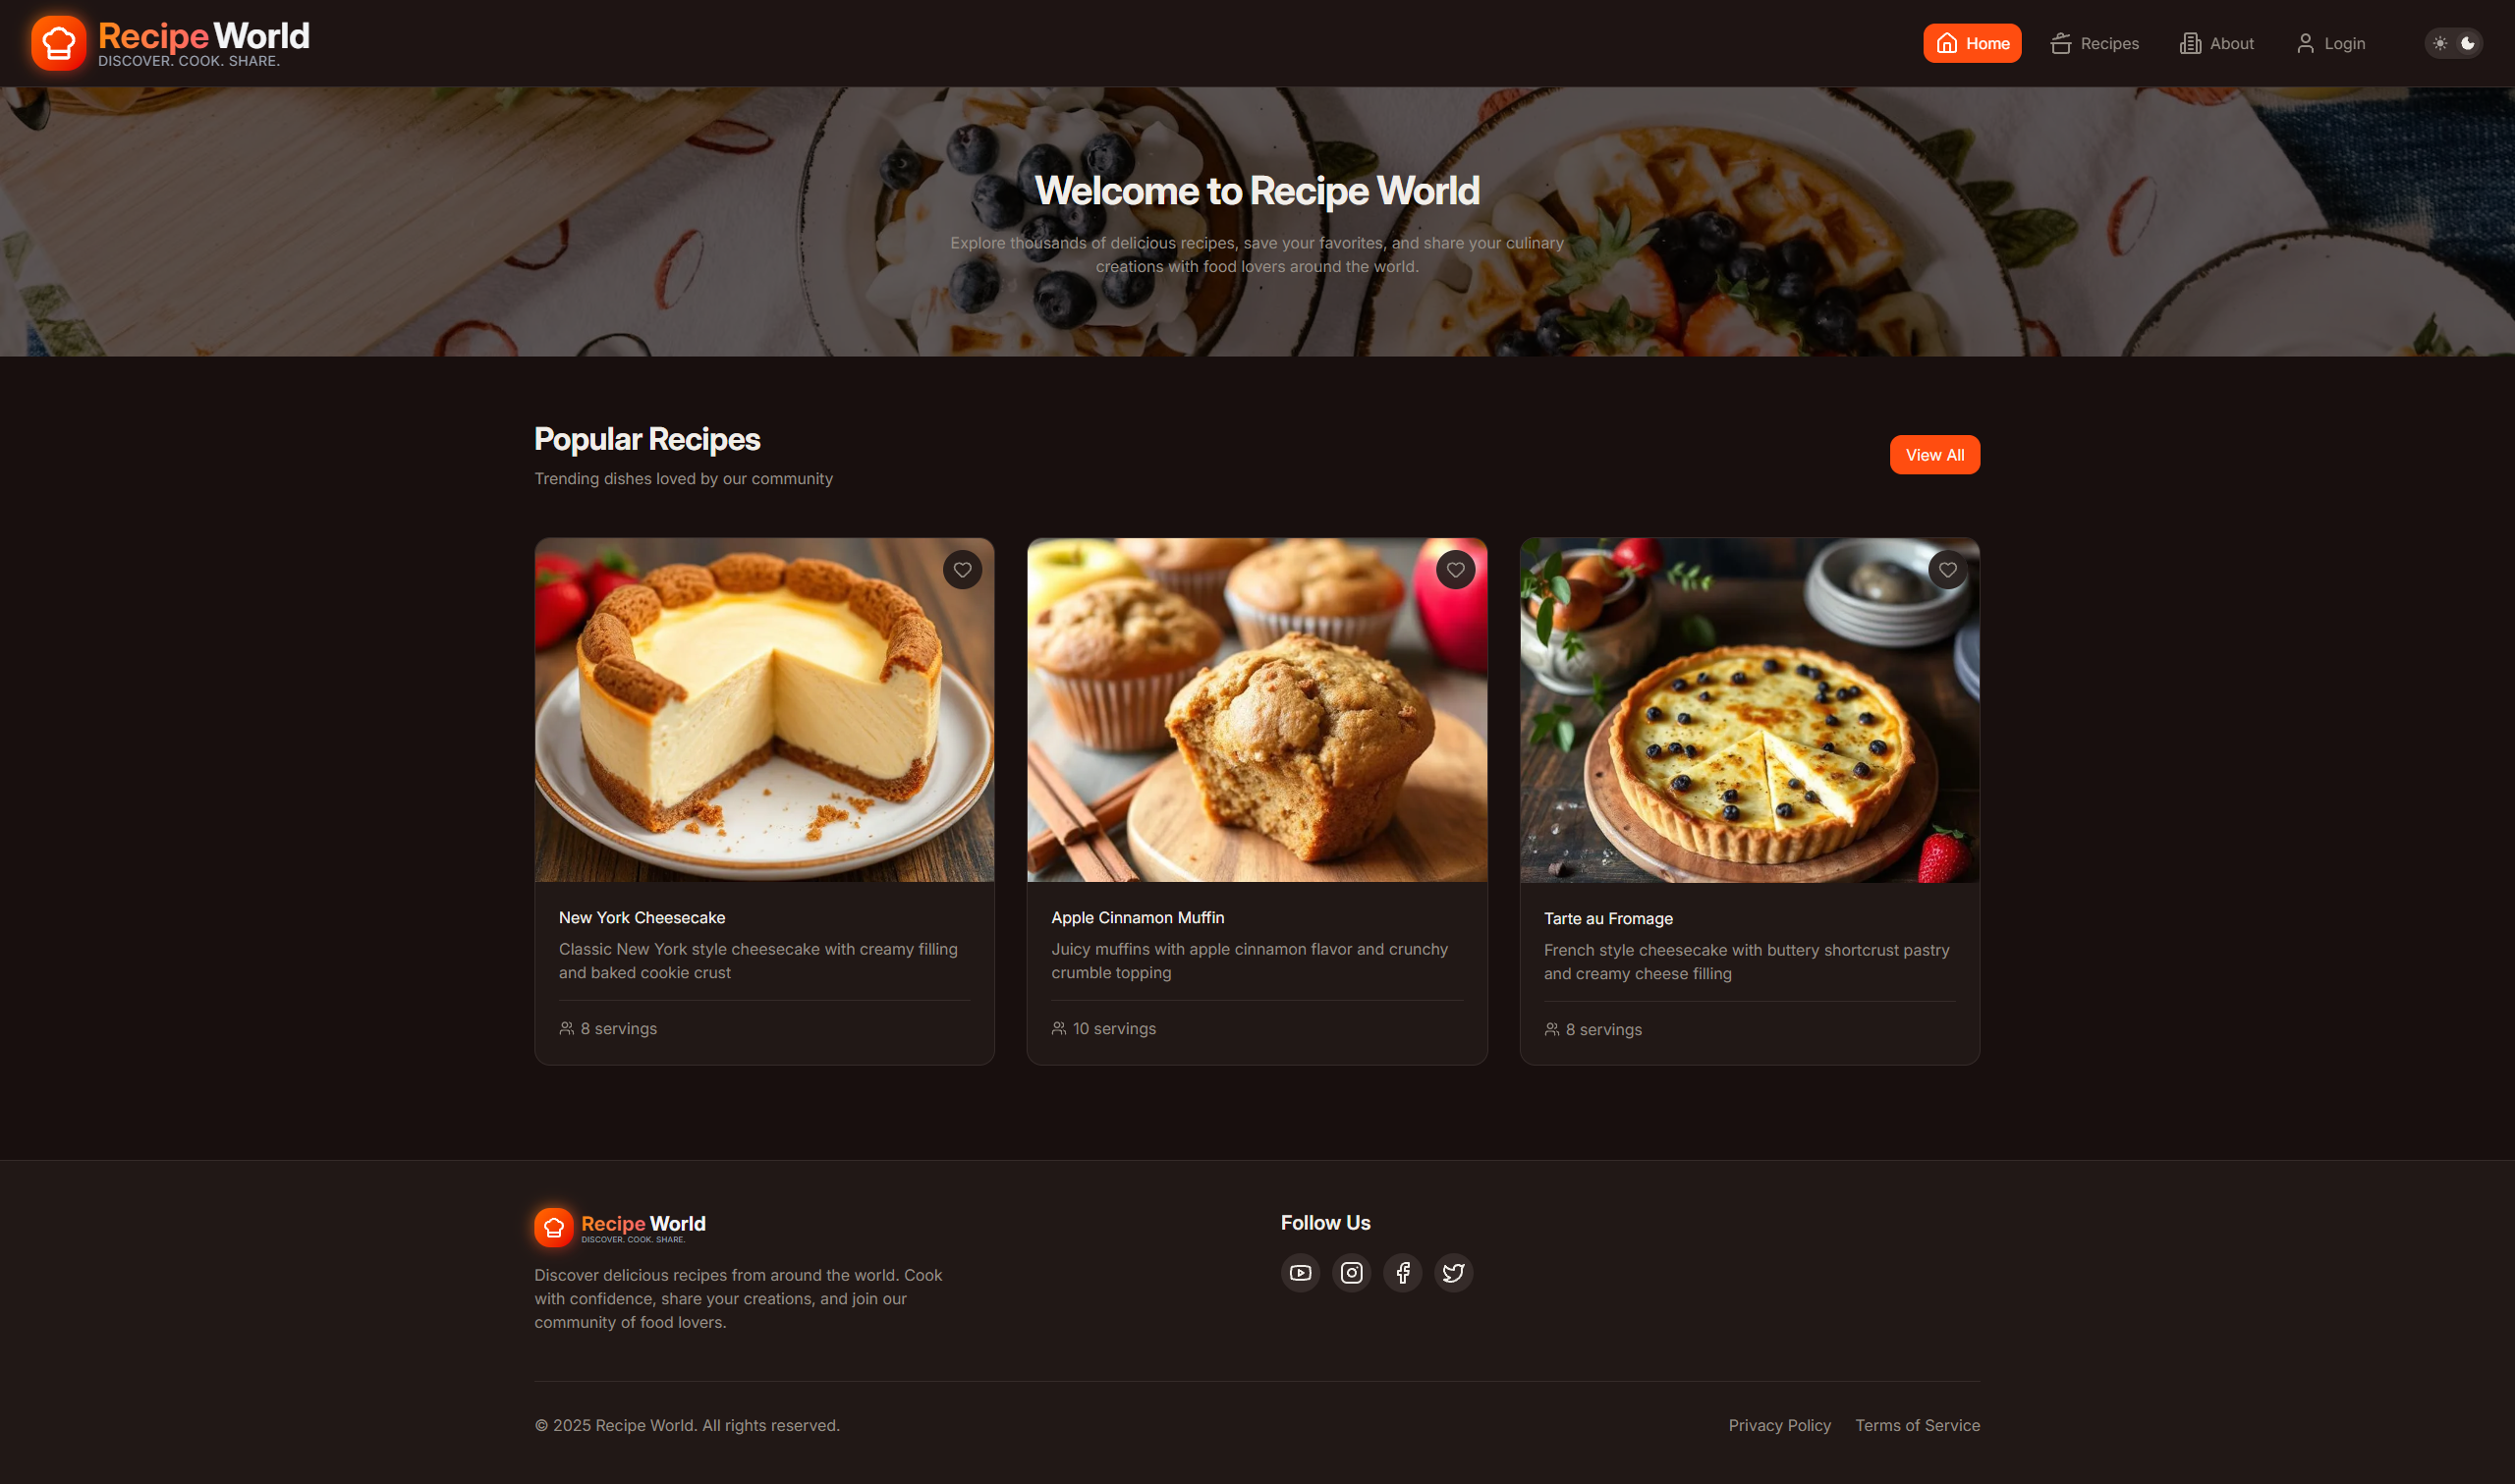 Recipe World
DISCOVER. COOK. SHARE.
Home
Recipes
About
Login
Welcome to Recipe World
Explore thousands of delicious recipes, save your favorites, and share your culinary
creations with food lovers around the world.
Popular Recipes
Trending dishes loved by our community
View All
New York Cheesecake
Classic New York style cheesecake with creamy filling
and baked cookie crust
8 servings
Apple Cinnamon Muffin
Juicy muffins with apple cinnamon flavor and crunchy
crumble topping
10 servings
Tarte au Fromage
French style cheesecake with buttery shortcrust pastry
and creamy cheese filling
8 servings
Recipe World
DISCOVER. COOK. SHARE.
Discover delicious recipes from around the world. Cook
with confidence, share your creations, and join our
community of food lovers.
Follow Us
© 2025 Recipe World. All rights reserved.
Privacy Policy
Terms of Service